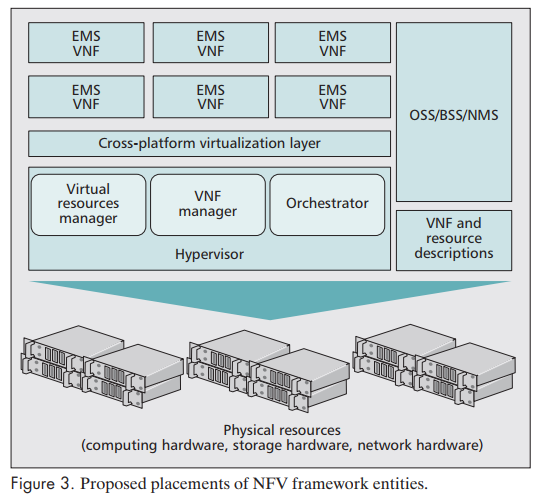 EMS
VNF
EMS
VNF
EMS
VNF
EMS
VNF
EMS
VNF
EMS
VNF
OSS/BSS/NMS
Cross-platform virtualization layer
Virtual
resources
manager
VNF
manager
Orchestrator
Hypervisor
VNF and
resource
descriptions
Physical resources
(computing hardware, storage hardware, network hardware)
Figure 3. Proposed placements of NFV framework entities.